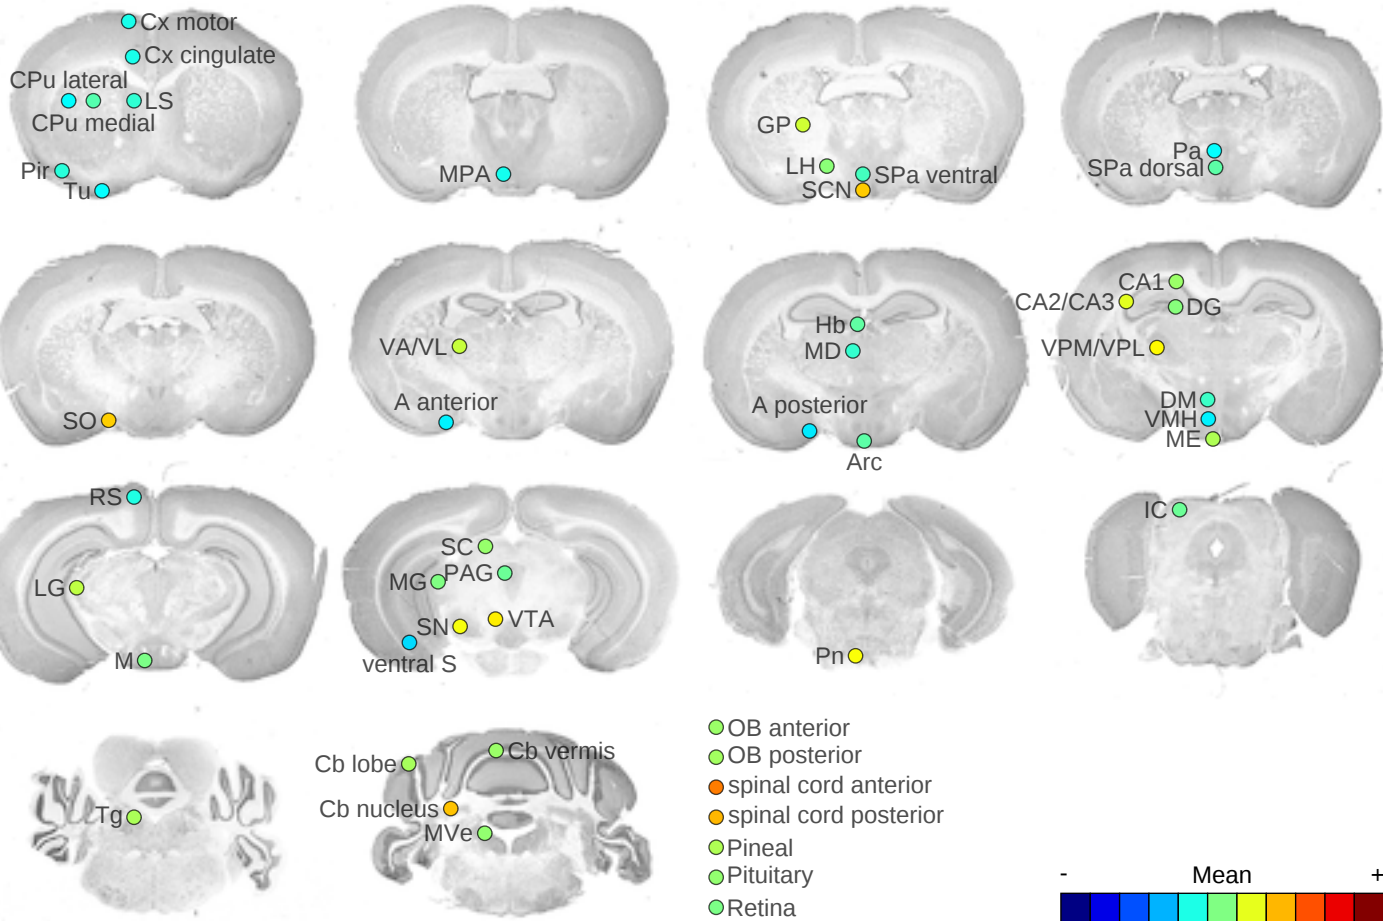 Cx motor
Cx cingulate
CPu lateral
LS
CPu medial
Pir
Tu
MPA
GP
LH
SPa ventral
SCN
Pa
SPa dorsal
SO
VA/VL
A anterior
Hb
MD
A posterior
Arc
CA1
CA2/CA3
DG
VPM/VPL
DM
VMH
ME
RS
LG
M
SC
MG
PAG
SN
VTA
ventral S
Pn
IC
Tg
Cb lobe
Cb vermis
Cb nucleus
MVe
OB anterior
OB posterior
spinal cord anterior
spinal cord posterior
Pineal
Pituitary
Retina
- Mean +